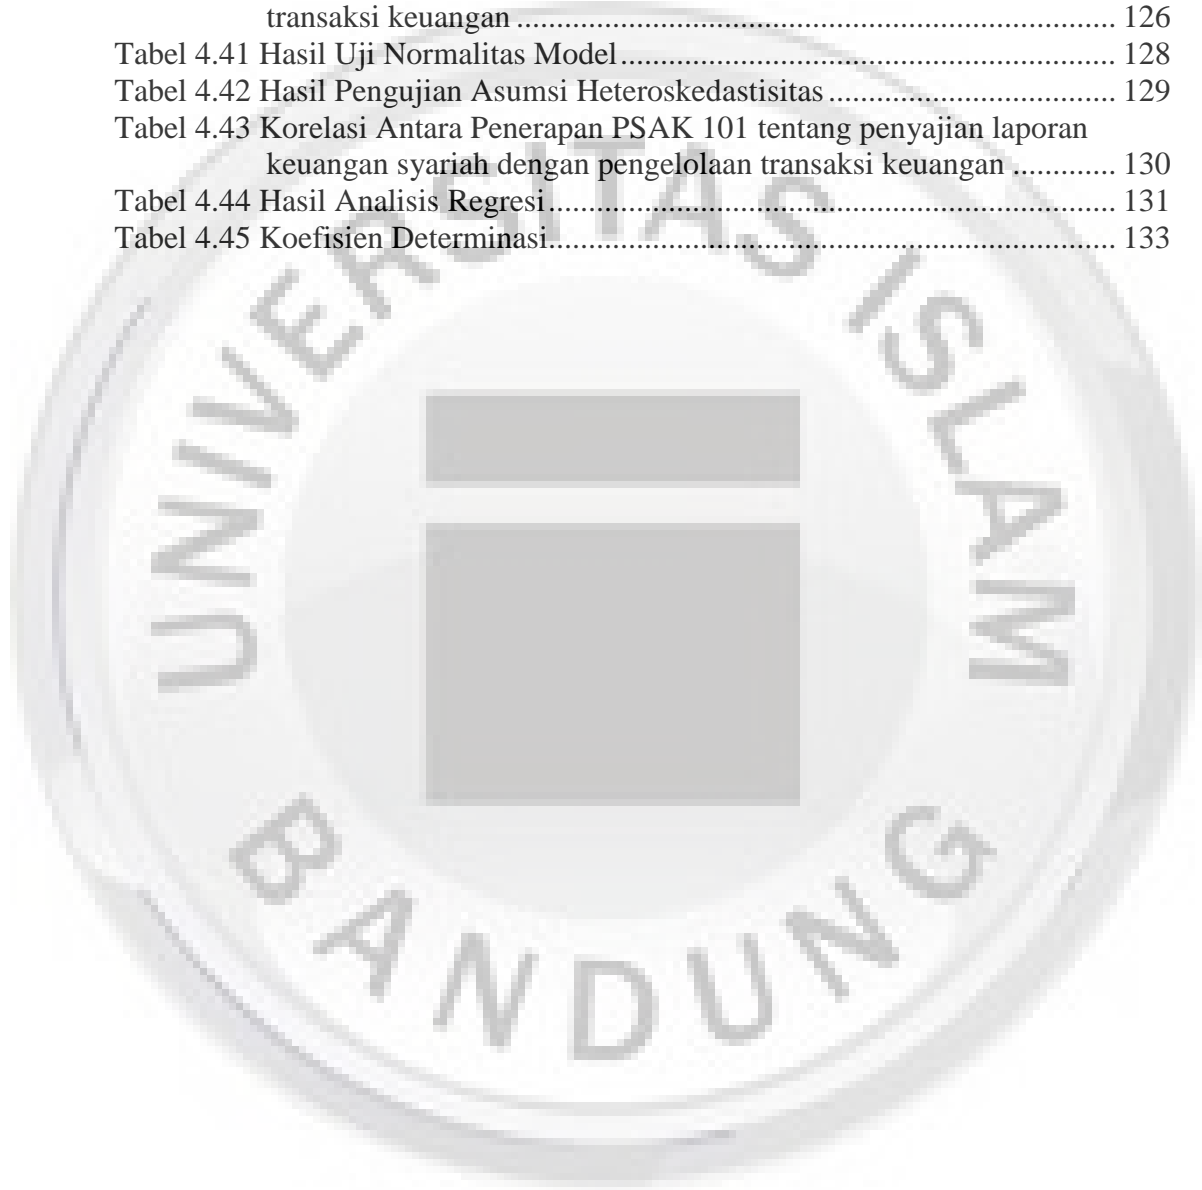 transaksi keuangan ........................................................................... 126
Tabel 4.41 Hasil Uji Normalitas Model .............................................................. 128
Tabel 4.42 Hasil Pengujian Asumsi Heteroskedastisitas .................................... 129
Tabel 4.43 Korelasi Antara Penerapan PSAK 101 tentang penyajian laporan
keuangan syariah dengan pengelolaan transaksi keuangan ............. 130
Tabel 4.44 Hasil Analisis Regresi ....................................................................... 131
Tabel 4.45 Koefisien Determinasi ....................................................................... 133
UNIVERSITAS ISLAM
BANDUNG